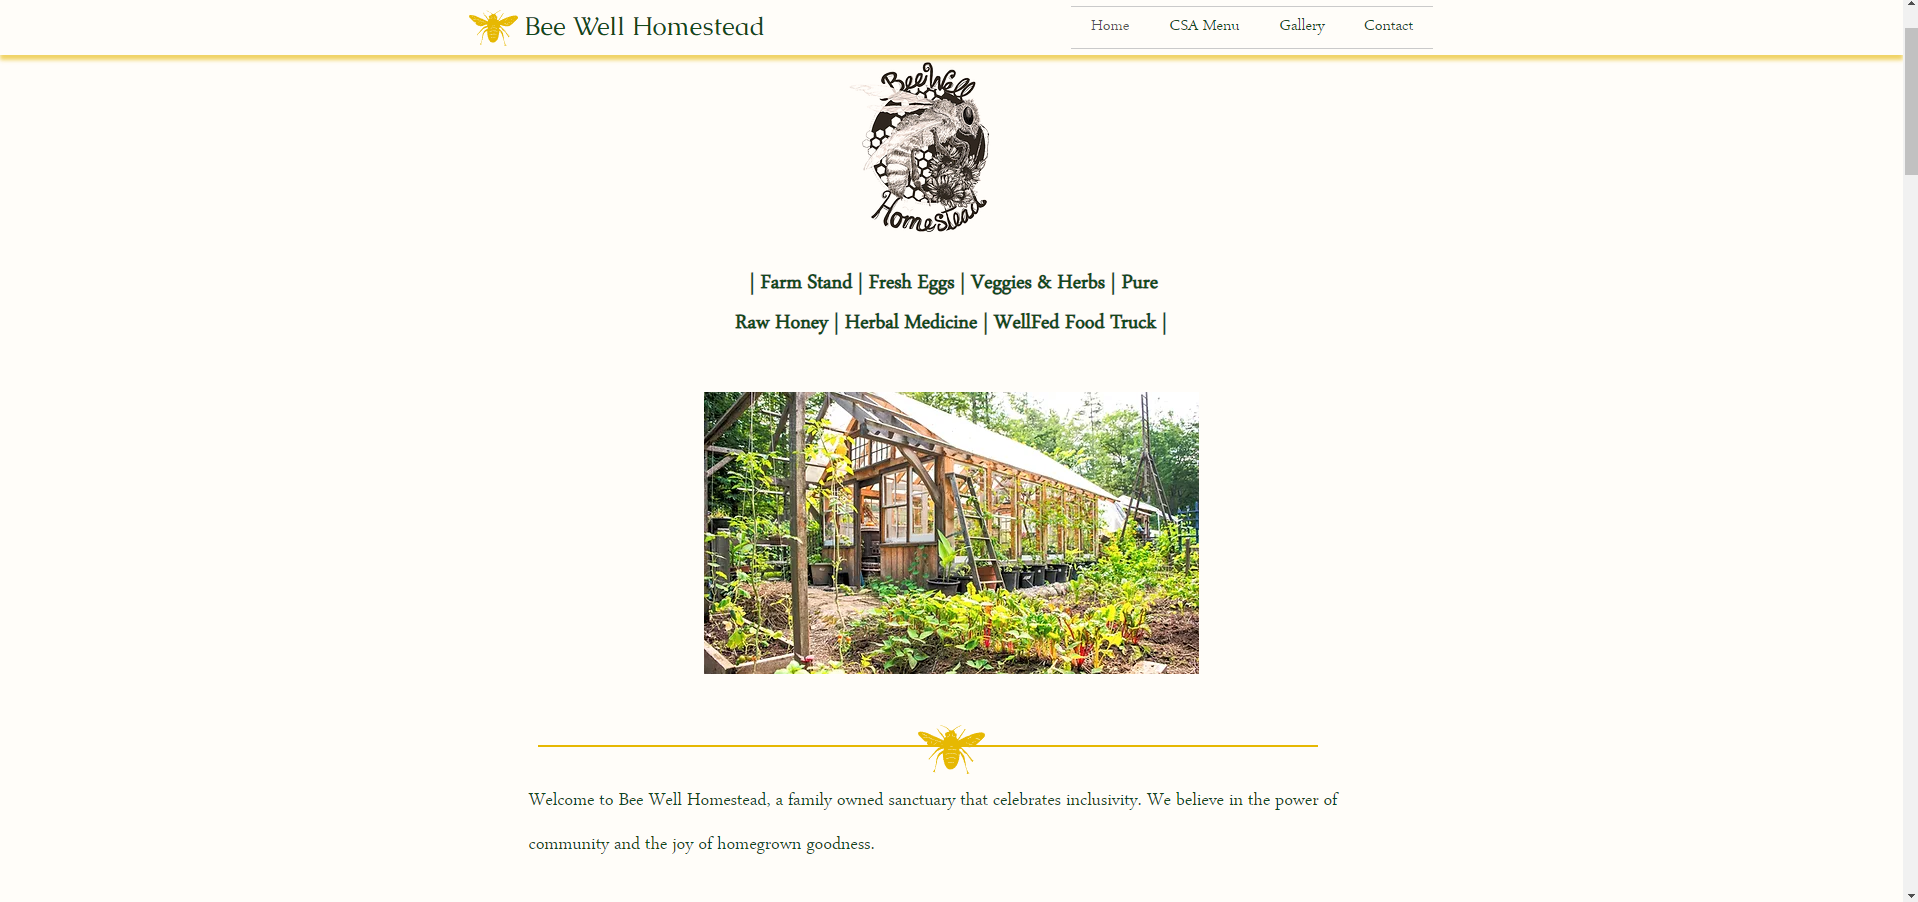 Bee Well Homestead
Home CSA Menu Gallery Contact
Bee Well
Homestead
| Farm Stand | Fresh Eggs | Veggies & Herbs | Pure
Raw Honey | Herbal Medicine | WellFed Food Truck |
Welcome to Bee Well Homestead, a family owned sanctuary that celebrates inclusivity. We believe in the power of
community and the joy of homegrown goodness.